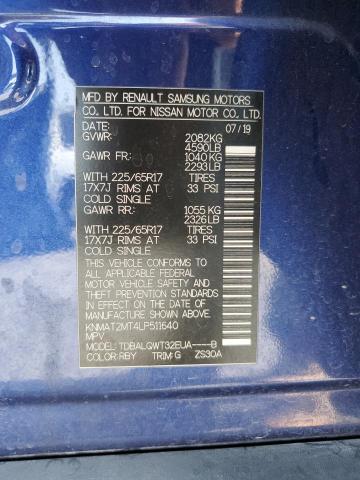 MFD BY RENAULT SAMSUNG MOTORS
CO. LTD. FOR NISSAN MOTOR CO., LTD.
DATE: 07/19
GVWR: 2082KG
4590LB
GAWR FR: 1040KG
2293LB
WITH 225/65R17 TIRES
17X7J RIMS AT 33 PSI
COLD SINGLE
GAWR RR: 1055KG
2326LB
WITH 225/65R17 TIRES
17X7J RIMS AT 33 PSI
COLD SINGLE
THIS VEHICLE CONFORMS TO ALL
APPLICABLE FEDERAL
MOTOR VEHICLE SAFETY AND
THEFT PREVENTION STANDARDS
IN EFFECT ON THE DATE OF
MANUFACTURE SHOWN ABOVE.
KNMAT2MT4LP511640
MPV
MODEL: TDBALQWT32EUA----B
COLOR:RBY TRIM:G ZS30A